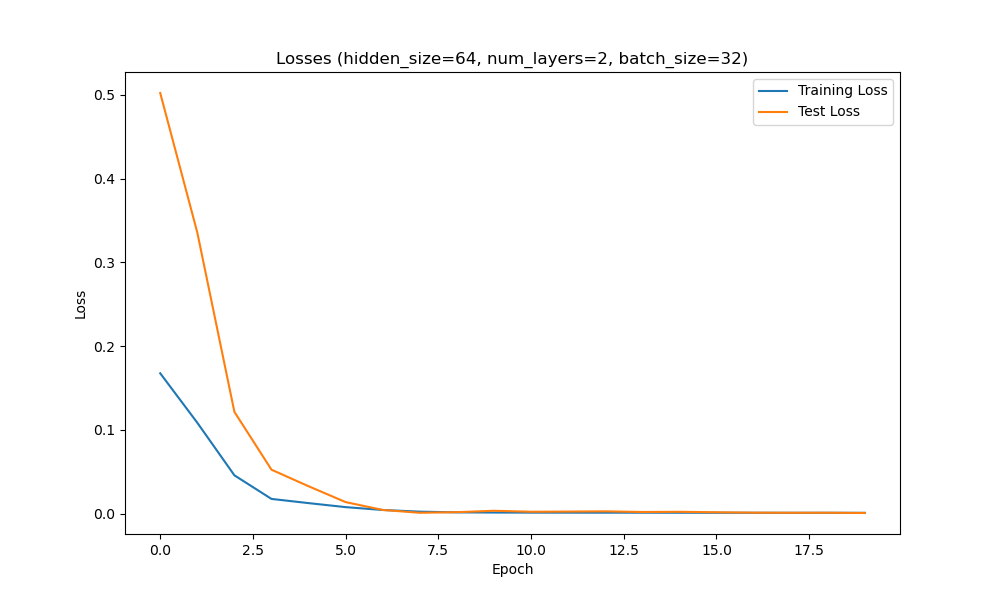 Losses (hidden_size=64, num_layers=2, batch_size=32)
Training Loss
Test Loss
Loss
0.5
0.4
0.3
0.2
0.1
0.0
0.0 2.5 5.0 7.5 10.0 12.5 15.0 17.5
Epoch